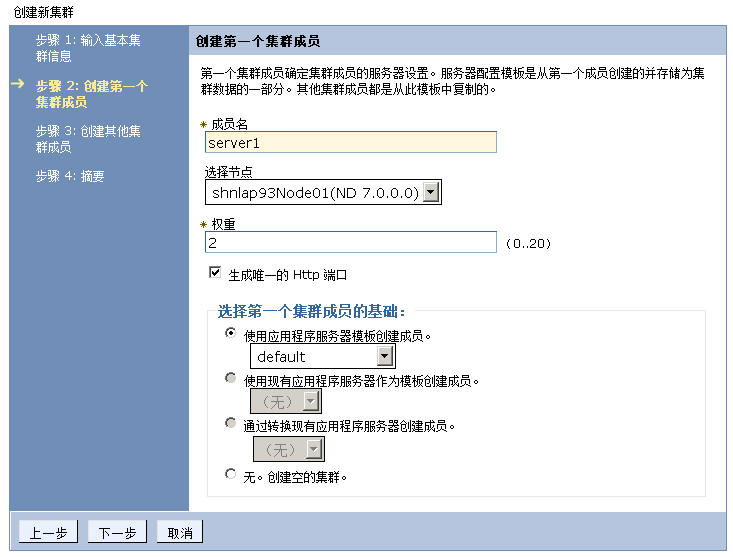 创建新集群
步骤 1: 输入基本集
群信息
步骤 2: 创建第一个
集群成员
步骤 3: 创建其他集
群成员
步骤 4: 摘要
创建第一个集群成员
第一个集群成员确定集群成员的服务器设置。服务器配置模板是从第一个成员创建的并存储为集
群数据的一部分。其他集群成员都是从此模板中复制的。
* 成员名
server1
选择节点
shnlap93Node01(ND 7.0.0.0)
* 权重
2 (0..20)
生成唯一的 Http 端口
选择第一个集群成员的基础：
使用应用程序服务器模板创建成员。
default
使用现有应用程序服务器作为模板创建成员。
（无）
通过转换现有应用程序服务器创建成员。
（无）
无。创建空的集群。
上一步 下一步 取消